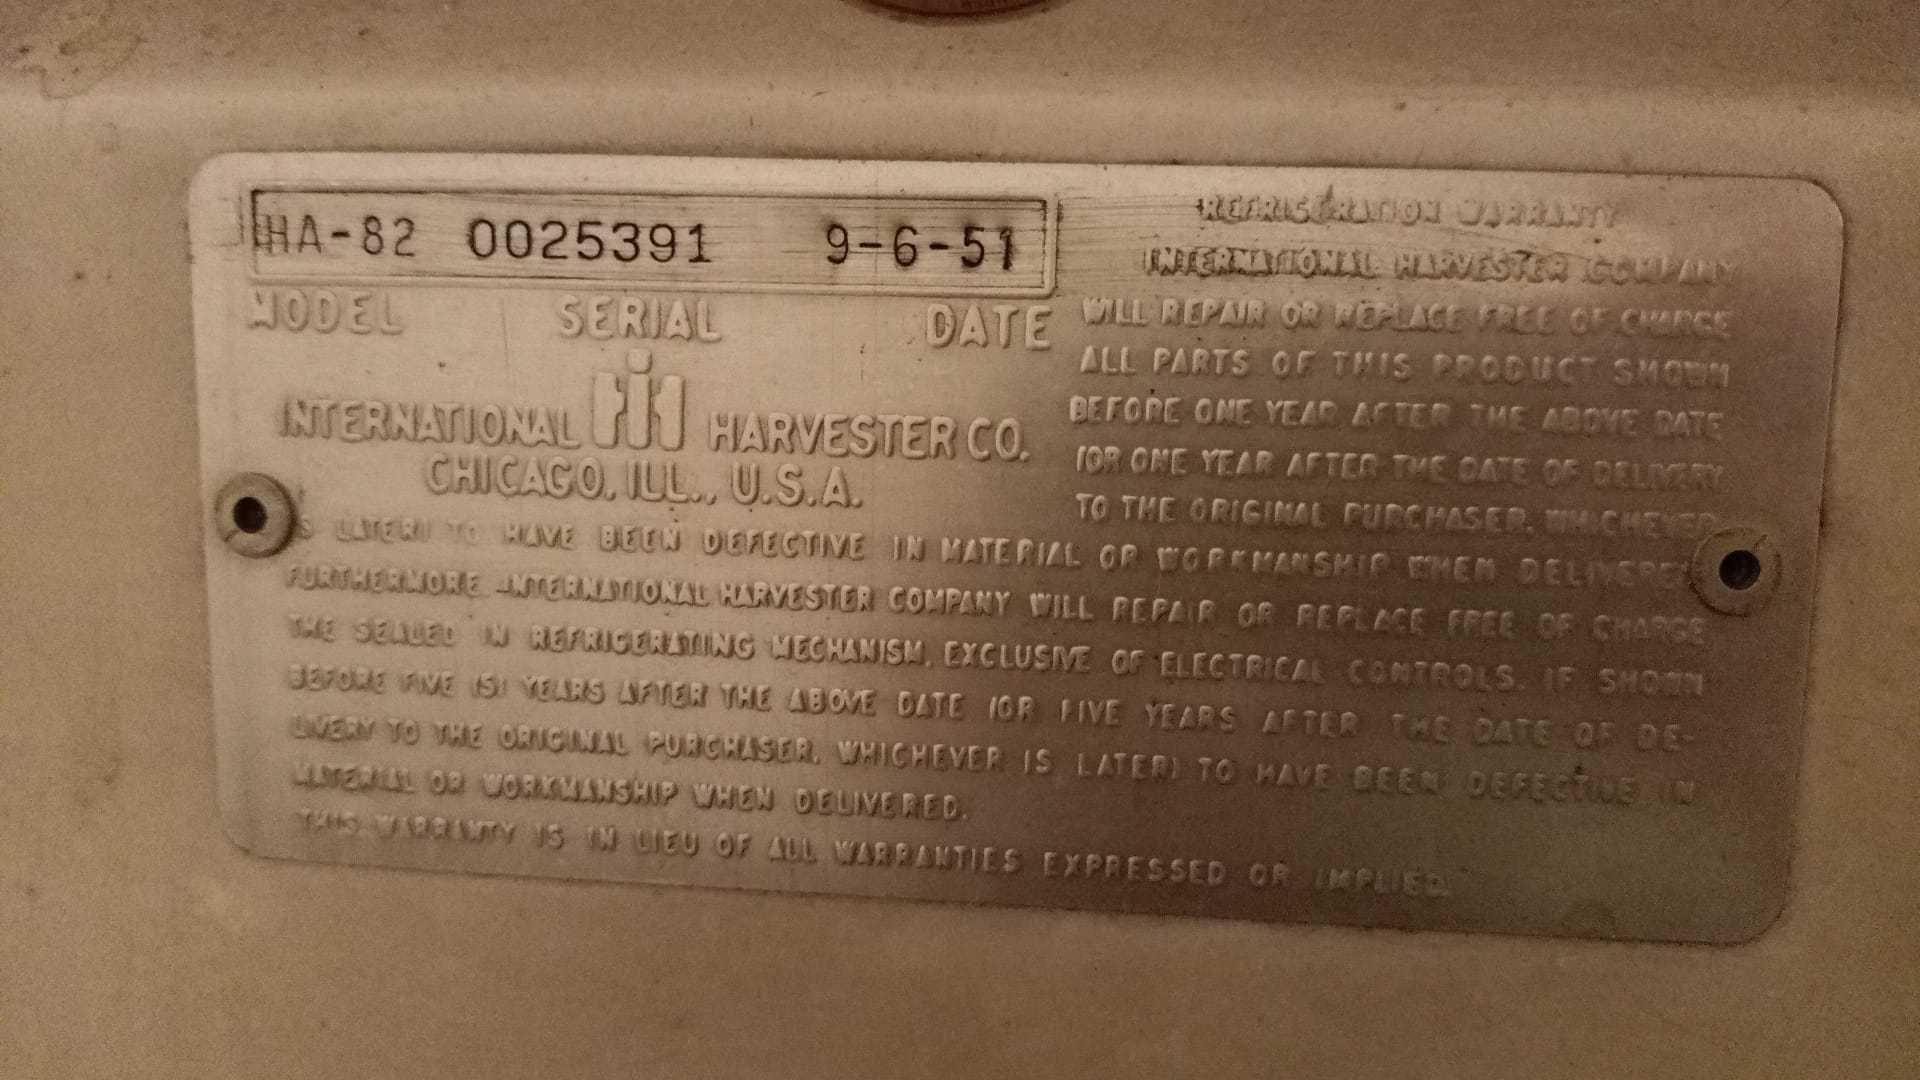 HA-82 0025391 9-6-51
MODEL SERIAL DATE
INTERNATIONAL HARVESTER CO.
CHICAGO, ILL., U.S.A.
REFRIGERATION WARRANTY
INTERNATIONAL HARVESTER COMPANY
WILL REPAIR OR REPLACE FREE OF CHARGE
ALL PARTS OF THIS PRODUCT SHOWN
BEFORE ONE YEAR AFTER THE ABOVE DATE
(OR ONE YEAR AFTER THE DATE OF DELIVERY
TO THE ORIGINAL PURCHASER, WHICHEVER
IS LATER) TO HAVE BEEN DEFECTIVE IN MATERIAL OR WORKMANSHIP WHEN DELIVERED
FURTHERMORE INTERNATIONAL HARVESTER COMPANY WILL REPAIR OR REPLACE FREE OF CHARGE
THE SEALED IN REFRIGERATING MECHANISM, EXCLUSIVE OF ELECTRICAL CONTROLS, IF SHOWN
BEFORE FIVE (5) YEARS AFTER THE ABOVE DATE (OR FIVE YEARS AFTER THE DATE OF DE-
LIVERY TO THE ORIGINAL PURCHASER, WHICHEVER IS LATER) TO HAVE BEEN DEFECTIVE IN
MATERIAL OR WORKMANSHIP WHEN DELIVERED.
THIS WARRANTY IS IN LIEU OF ALL WARRANTIES EXPRESSED OR IMPLIED.